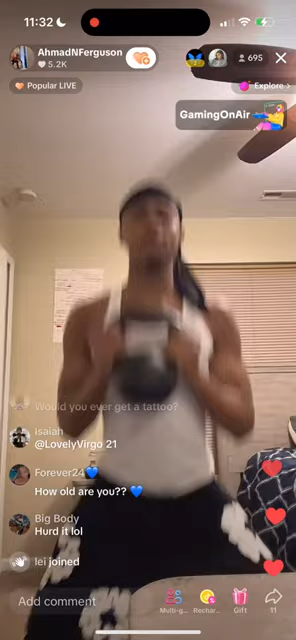 11:32
AhmadNFerguson
5.2K
695
Popular LIVE
Explore >
GamingOnAir
Would you ever get a tattoo?
Isaiah
@LovelyVirgo 21
Forever24💙
How old are you?? 💙
Big Body
Hurd it lol
lei joined
Add comment
Multi-g...
Rechar...
Gift
11